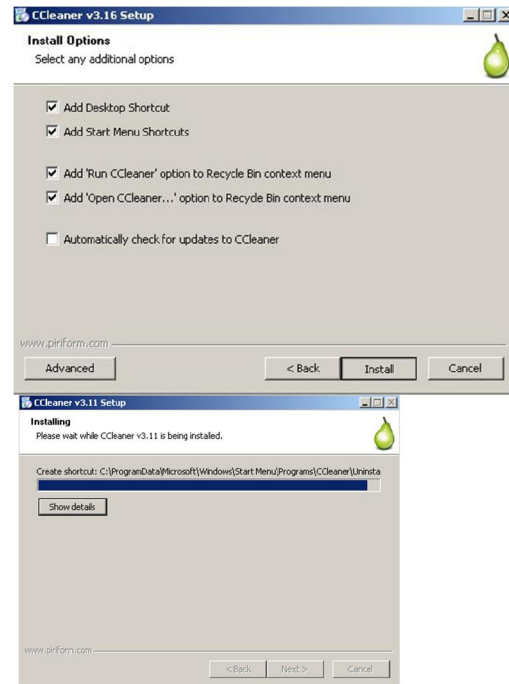 CCleaner v3.16 Setup
Install Options
Select any additional options
Add Desktop Shortcut
Add Start Menu Shortcuts
Add 'Run CCleaner' option to Recycle Bin context menu
Add 'Open CCleaner...' option to Recycle Bin context menu
Automatically check for updates to CCleaner
www.piriform.com
Advanced
< Back
Install
Cancel
CCleaner v3.11 Setup
Installing
Please wait while CCleaner v3.11 is being installed.
Create shortcut: C:\ProgramData\Microsoft\Windows\Start Menu\Programs\CCleaner\Uninsta
Show details
www.piriform.com
< Back
Next >
Cancel